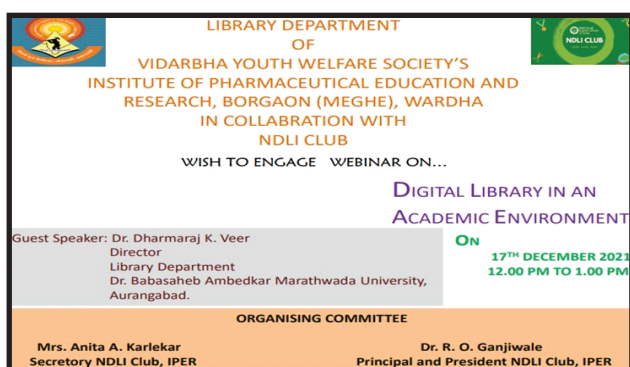 LIBRARY DEPARTMENT
OF
VIDARBHA YOUTH WELFARE SOCIETY'S
INSTITUTE OF PHARMACEUTICAL EDUCATION AND
RESEARCH, BORGAON (MEGHE), WARDHA
IN COLLABRATION WITH
NDLI CLUB
NDLI CLUB
WISH TO ENGAGE WEBINAR ON...
DIGITAL LIBRARY IN AN
ACADEMIC ENVIRONMENT
Guest Speaker: Dr. Dharmaraj K. Veer
Director
Library Department
Dr. Babasaheb Ambedkar Marathwada University,
Aurangabad.
ON
17TH DECEMBER 2021
12.00 PM TO 1.00 PM
ORGANISING COMMITTEE
Mrs. Anita A. Karlekar
Secretory NDLI Club, IPER
Dr. R. O. Ganjiwale
Principal and President NDLI Club, IPER